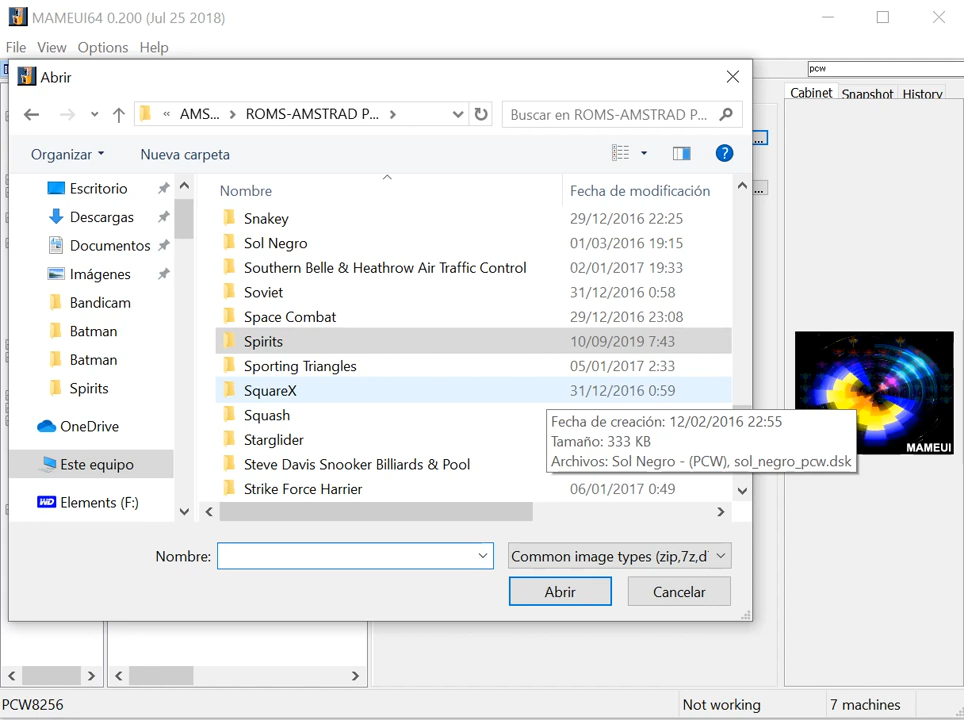 MAMEUI64 0.200 (Jul 25 2018)
File View Options Help
Abrir
pcw
« AMS... > ROMS-AMSTRAD P... >
Buscar en ROMS-AMSTRAD P...
Cabinet Snapshot History
Organizar
Nueva carpeta
...
...
Escritorio
Descargas
Documentos
Imágenes
Bandicam
Batman
Batman
Spirits
OneDrive
Este equipo
WD Elements (F:)
Nombre Fecha de modificación
Snakey 29/12/2016 22:25
Sol Negro 01/03/2016 19:15
Southern Belle & Heathrow Air Traffic Control 02/01/2017 19:33
Soviet 31/12/2016 0:58
Space Combat 29/12/2016 23:08
Spirits 10/09/2019 7:43
Sporting Triangles 05/01/2017 2:33
SquareX 31/12/2016 0:59
Squash
Starglider
Steve Davis Snooker Billiards & Pool
Strike Force Harrier 06/01/2017 0:49
Fecha de creación: 12/02/2016 22:55
Tamaño: 333 KB
Archivos: Sol Negro - (PCW), sol_negro_pcw.dsk
MAMEUI
Nombre:
Common image types (zip,7z,d
Abrir
Cancelar
PCW8256
Not working
7 machines